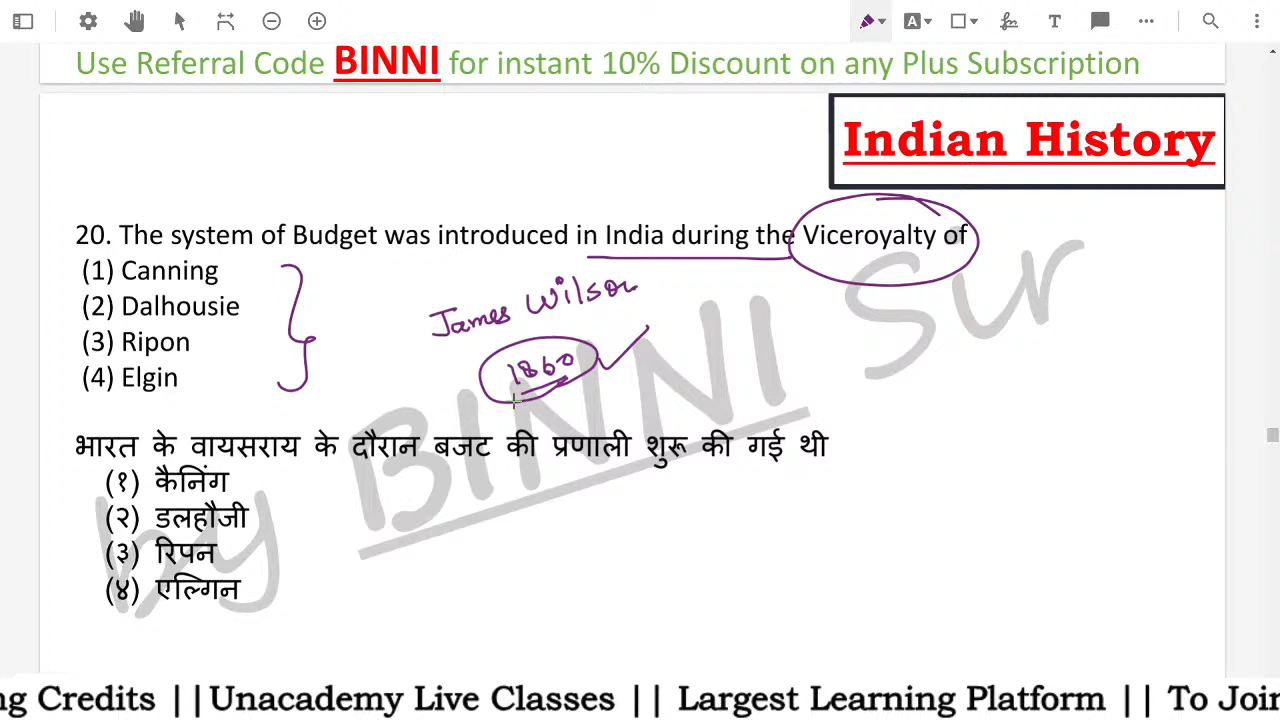 Use Referral Code BINNI for instant 10% Discount on any Plus Subscription
Indian History
20. The system of Budget was introduced in India during the Viceroyalty of
(1) Canning
(2) Dalhousie
(3) Ripon
(4) Elgin
James Wilson
1860
भारत के वायसराय के दौरान बजट की प्रणाली शुरू की गई थी
(१) कैनिंग
(२) डलहौजी
(३) रिपन
(४) एल्गिन
by BINNI Sir
ng Credits ||Unacademy Live Classes || Largest Learning Platform || To Join